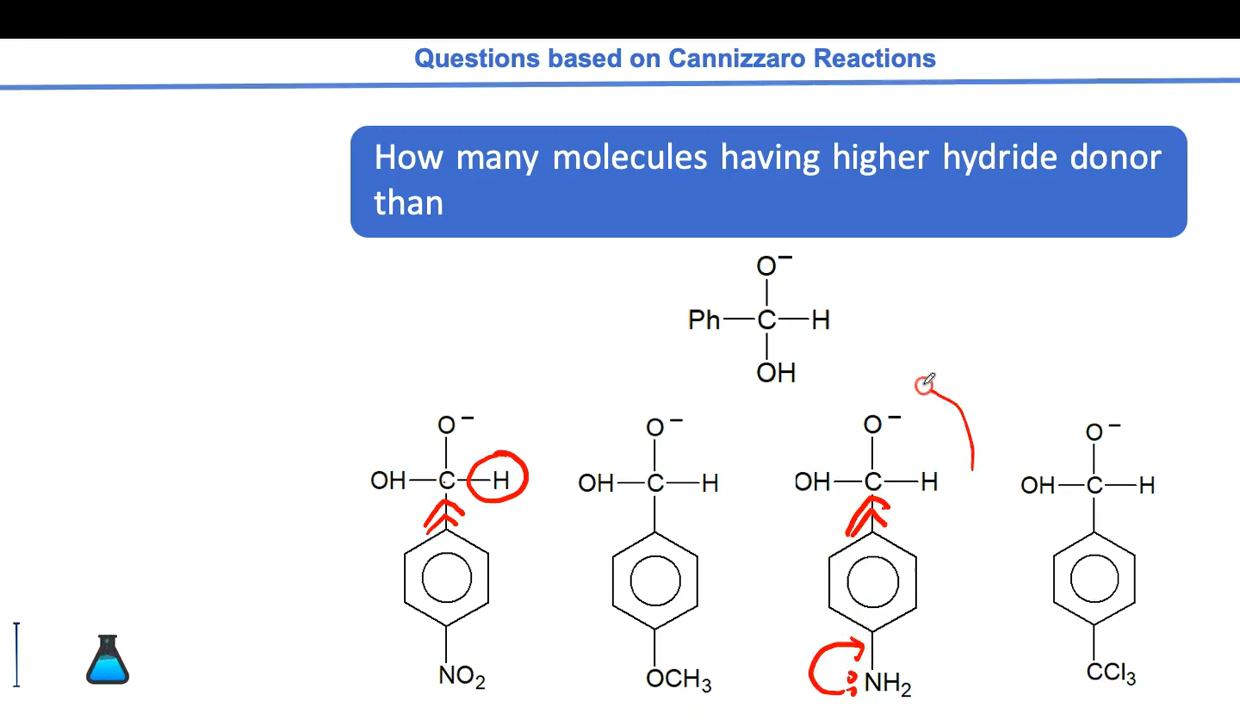 Questions based on Cannizzaro Reactions
How many molecules having higher hydride donor
than
O−
Ph—C—H
OH
O− O− O− O−
OH—C—H OH—C—H OH—C—H OH—C—H
NO2 OCH3 NH2 CCl3